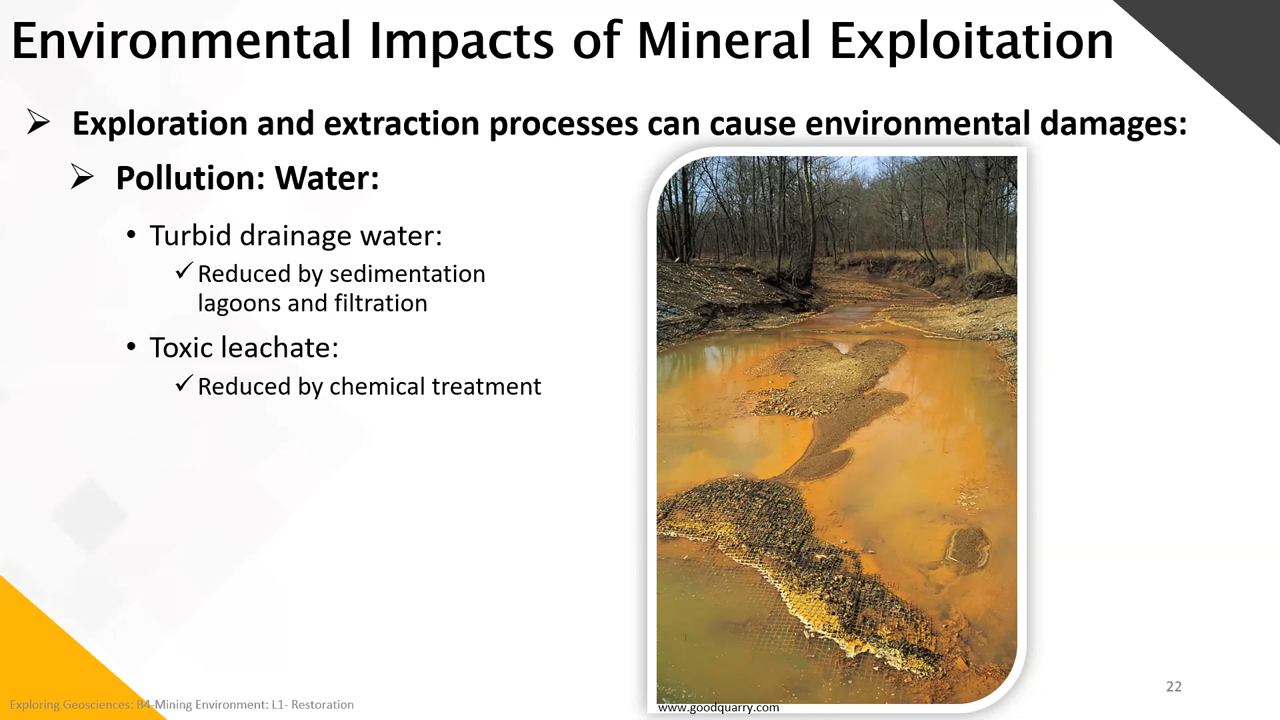 Environmental Impacts of Mineral Exploitation
➢ Exploration and extraction processes can cause environmental damages:
➢ Pollution: Water:
• Turbid drainage water:
✓Reduced by sedimentation
lagoons and filtration
• Toxic leachate:
✓Reduced by chemical treatment
www.goodquarry.com
22
Exploring Geosciences: B4-Mining Environment: L1- Restoration